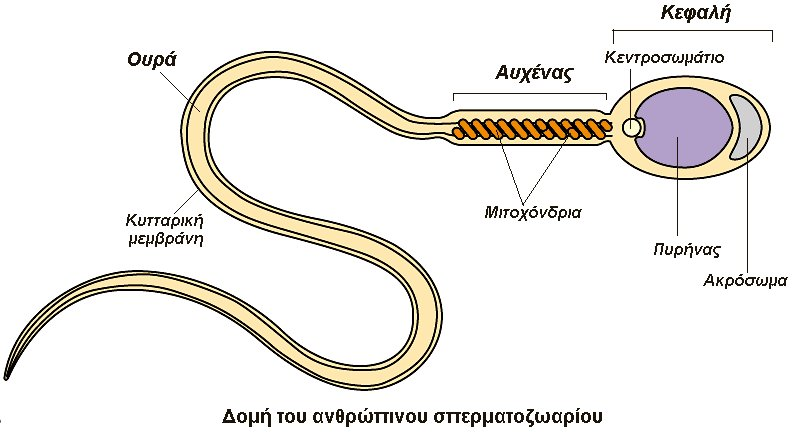 Κεφαλή
Ουρά
Αυχένας
Κεντροσωμάτιο
Μιτοχόνδρια
Κυτταρική
μεμβράνη
Πυρήνας
Ακρόσωμα
Δομή του ανθρώπινου σπερματοζωαρίου